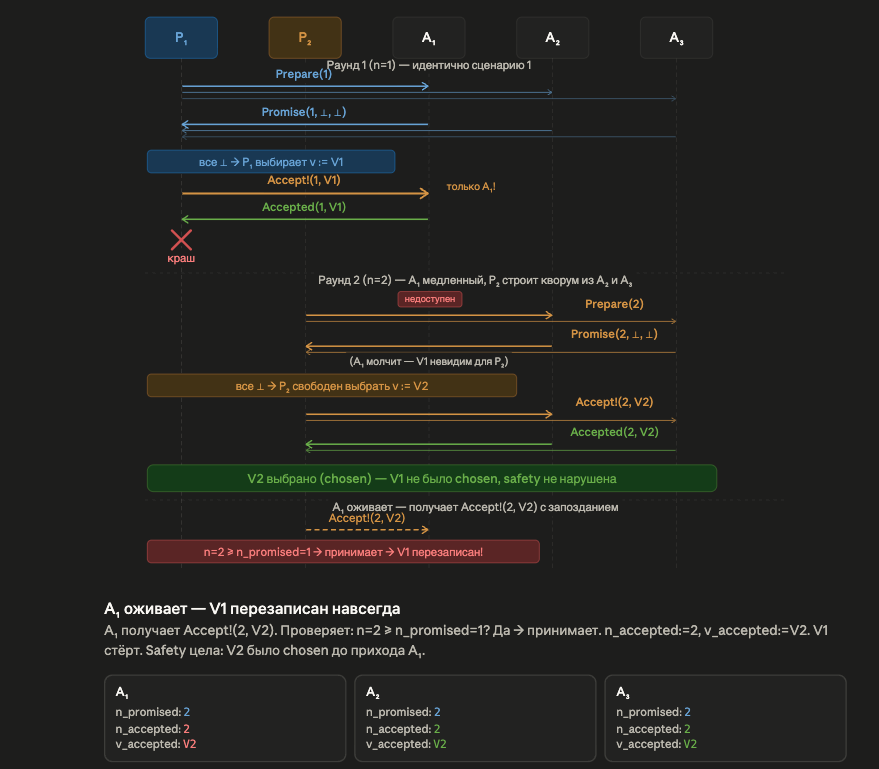 P₁ P₂ A₁ A₂ A₃
Раунд 1 (n=1) — идентично сценарию 1
Prepare(1)
Promise(1, ⊥, ⊥)
все ⊥ → P₁ выбирает v := V1
Accept!(1, V1)
только A₁!
Accepted(1, V1)
краш
Раунд 2 (n=2) — A₁ медленный, P₂ строит кворум из A₂ и A₃
недоступен
Prepare(2)
Promise(2, ⊥, ⊥)
(A₁ молчит — V1 невидим для P₂)
все ⊥ → P₂ свободен выбрать v := V2
Accept!(2, V2)
Accepted(2, V2)
V2 выбрано (chosen) — V1 не было chosen, safety не нарушена
A₁ оживает — получает Accept!(2, V2) с запозданием
Accept!(2, V2)
n=2 ≥ n_promised=1 → принимает → V1 перезаписан!
A₁ оживает — V1 перезаписан навсегда
A₁ получает Accept!(2, V2). Проверяет: n=2 ≥ n_promised=1? Да → принимает. n_accepted:=2, v_accepted:=V2. V1
стёрт. Safety цела: V2 было chosen до прихода A₁.
A₁
n_promised: 2
n_accepted: 2
v_accepted: V2
A₂
n_promised: 2
n_accepted: 2
v_accepted: V2
A₃
n_promised: 2
n_accepted: 2
v_accepted: V2